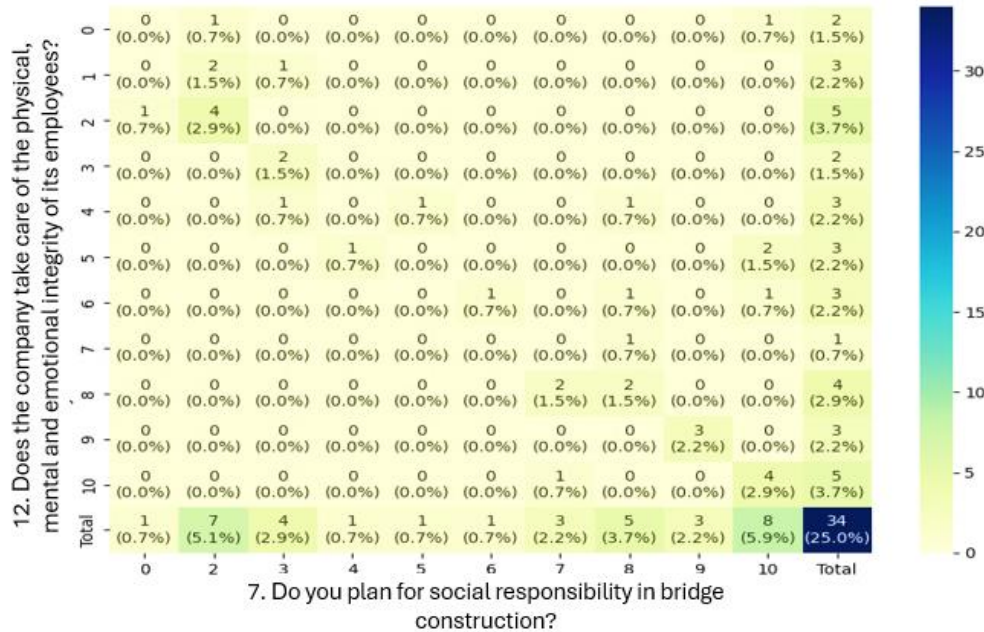 12. Does the company take care of the physical,
mental and emotional integrity of its employees?
0 1 0 0 0 0 0 0 0 1 2
(0.0%) (0.7%) (0.0%) (0.0%) (0.0%) (0.0%) (0.0%) (0.0%) (0.0%) (0.7%) (1.5%)
0
0 2 1 0 0 0 0 0 0 0 3
(0.0%) (1.5%) (0.7%) (0.0%) (0.0%) (0.0%) (0.0%) (0.0%) (0.0%) (0.0%) (2.2%)
1
1 4 0 0 0 0 0 0 0 0 5
(0.7%) (2.9%) (0.0%) (0.0%) (0.0%) (0.0%) (0.0%) (0.0%) (0.0%) (0.0%) (3.7%)
2
0 0 2 0 0 0 0 0 0 0 2
(0.0%) (0.0%) (1.5%) (0.0%) (0.0%) (0.0%) (0.0%) (0.0%) (0.0%) (0.0%) (1.5%)
3
0 0 1 0 1 0 0 1 0 0 3
(0.0%) (0.0%) (0.7%) (0.0%) (0.7%) (0.0%) (0.0%) (0.7%) (0.0%) (0.0%) (2.2%)
4
0 0 0 1 0 0 0 0 0 2 3
(0.0%) (0.0%) (0.0%) (0.7%) (0.0%) (0.0%) (0.0%) (0.0%) (0.0%) (1.5%) (2.2%)
5
0 0 0 0 0 1 0 1 0 1 3
(0.0%) (0.0%) (0.0%) (0.0%) (0.0%) (0.7%) (0.0%) (0.7%) (0.0%) (0.7%) (2.2%)
6
0 0 0 0 0 0 0 1 0 0 1
(0.0%) (0.0%) (0.0%) (0.0%) (0.0%) (0.0%) (0.0%) (0.7%) (0.0%) (0.0%) (0.7%)
7
0 0 0 0 0 0 2 2 0 0 4
(0.0%) (0.0%) (0.0%) (0.0%) (0.0%) (0.0%) (1.5%) (1.5%) (0.0%) (0.0%) (2.9%)
8
0 0 0 0 0 0 0 0 3 0 3
(0.0%) (0.0%) (0.0%) (0.0%) (0.0%) (0.0%) (0.0%) (0.0%) (2.2%) (0.0%) (2.2%)
9
0 0 0 0 0 0 1 0 0 4 5
(0.0%) (0.0%) (0.0%) (0.0%) (0.0%) (0.0%) (0.7%) (0.0%) (0.0%) (2.9%) (3.7%)
10
1 7 4 1 1 1 3 5 3 8 34
(0.7%) (5.1%) (2.9%) (0.7%) (0.7%) (0.7%) (2.2%) (3.7%) (2.2%) (5.9%) (25.0%)
Total
0 2 3 4 5 6 7 8 9 10 Total
7. Do you plan for social responsibility in bridge
construction?
30
25
20
15
10
5
0